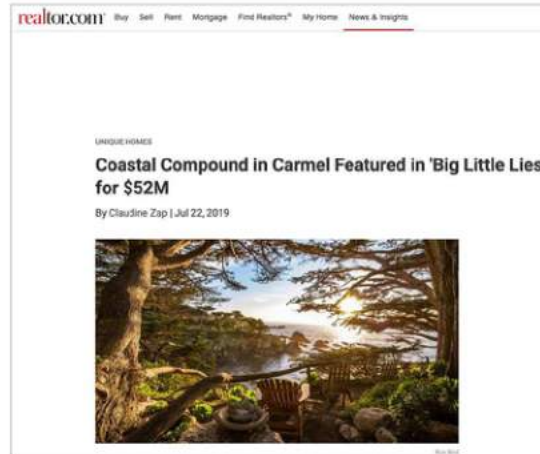 realtor.com® Buy Sell Rent Mortgage Find Realtors® My Home News & Insights
UNIQUE HOMES
Coastal Compound in Carmel Featured in 'Big Little Lies
for $52M
By Claudine Zap | Jul 22, 2019